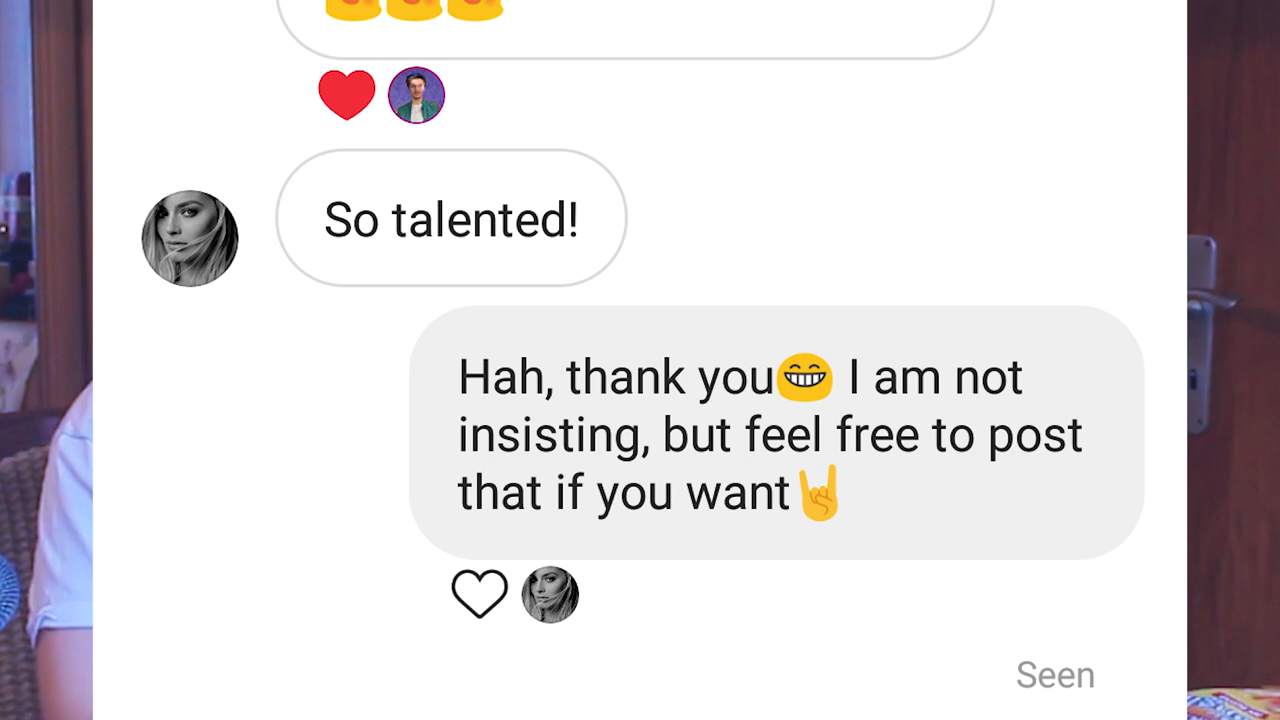 So talented!
Hah, thank you😁 I am not
insisting, but feel free to post
that if you want🤘
Seen